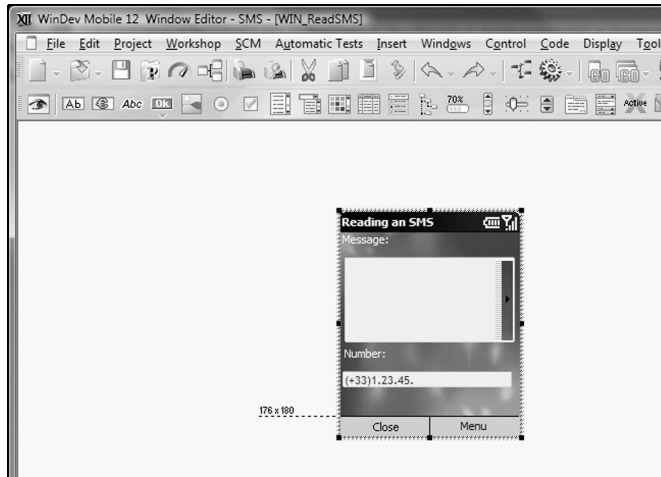 WinDev Mobile 12 Window Editor - SMS - [WIN_ReadSMS]
File Edit Project Workshop SCM Automatic Tests Insert Windows Control Code Display Tool
GO GO
Ab Abc Ok 70% Active
Reading an SMS
Message:
Number:
(+33)1.23.45.
176 x 180
Close Menu